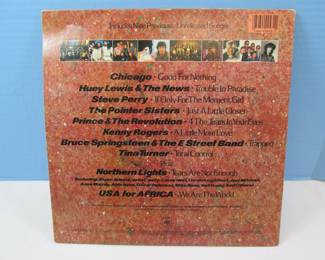 Includes Nine Previously Unreleased Songs
Chicago • Good For Nothing
Huey Lewis & The News • Trouble In Paradise
Steve Perry • If Only For The Moment, Girl
The Pointer Sisters • Just A Little Closer
Prince & The Revolution • 4 The Tears In Your Eyes
Kenny Rogers • A Little More Love
Bruce Springsteen & The E Street Band • Trapped
Tina Turner • Total Control
Plus
Northern Lights • Tears Are Not Enough
USA for AFRICA • We Are The World